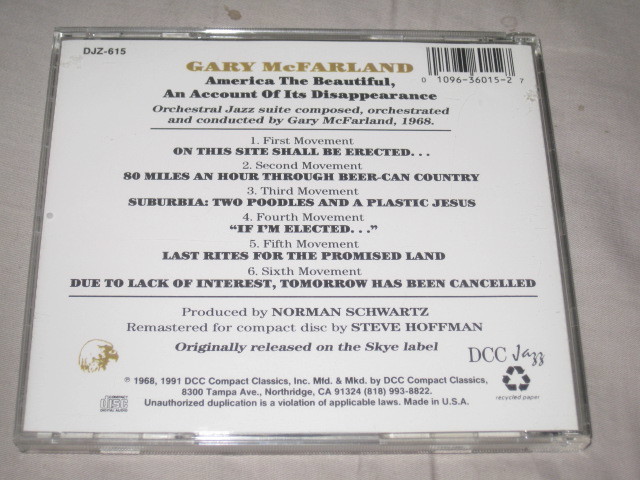 DJZ-615
GARY McFARLAND
America The Beautiful,
An Account Of Its Disappearance
0 1096-36015-2 7
Orchestral Jazz suite composed, orchestrated
and conducted by Gary McFarland, 1968.
1. First Movement
ON THIS SITE SHALL BE ERECTED. . .
2. Second Movement
80 MILES AN HOUR THROUGH BEER-CAN COUNTRY
3. Third Movement
SUBURBIA: TWO POODLES AND A PLASTIC JESUS
4. Fourth Movement
“IF I'M ELECTED. . .”
5. Fifth Movement
LAST RITES FOR THE PROMISED LAND
6. Sixth Movement
DUE TO LACK OF INTEREST, TOMORROW HAS BEEN CANCELLED
Produced by NORMAN SCHWARTZ
Remastered for compact disc by STEVE HOFFMAN
Originally released on the Skye label
DCC Jazz
recycled paper
℗ 1968, 1991 DCC Compact Classics, Inc. Mfd. & Mkd. by DCC Compact Classics,
8300 Tampa Ave., Northridge, CA 91324 (818) 993-8822.
Unauthorized duplication is a violation of applicable laws. Made in U.S.A.
COMPACT
disc
DIGITAL AUDIO